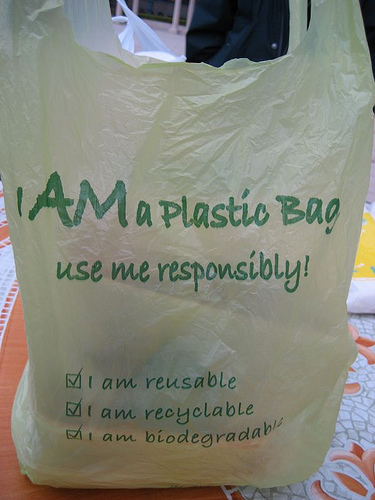 I AM a Plastic Bag
use me responsibly!
☑ I am reusable
☑ I am recyclable
☑ I am biodegradable